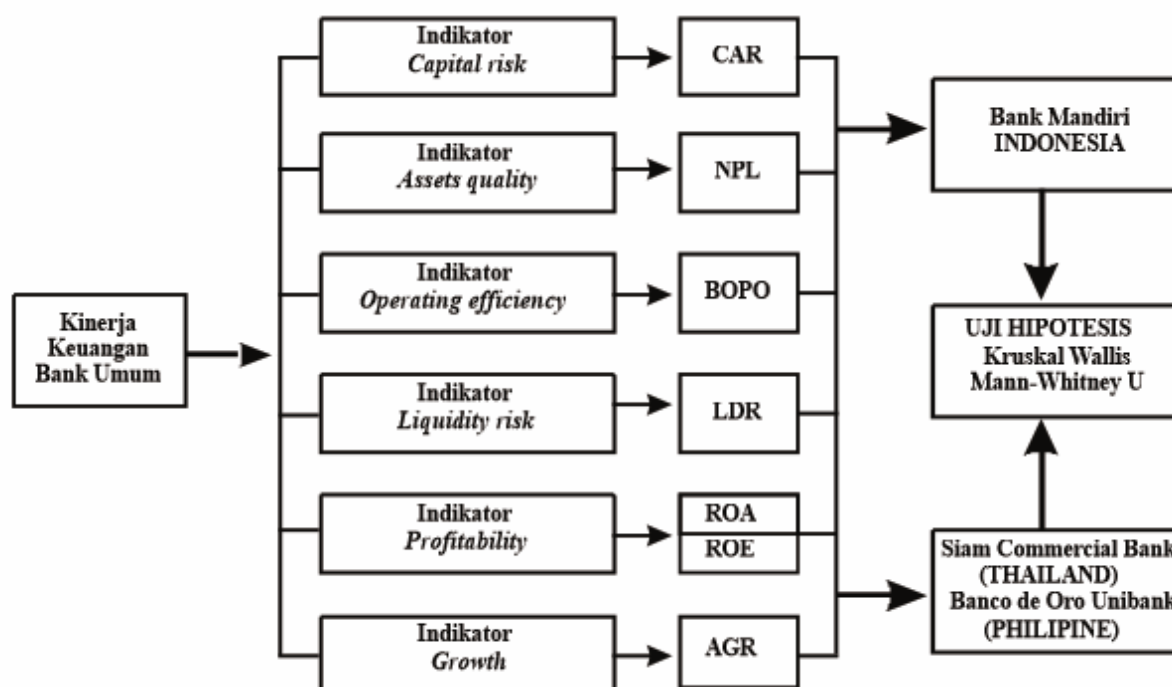 Kinerja
Keuangan
Bank Umum
Indikator
Capital risk
CAR
Indikator
Assets quality
NPL
Indikator
Operating efficiency
BOPO
Indikator
Liquidity risk
LDR
Indikator
Profitability
ROA
ROE
Indikator
Growth
AGR
Bank Mandiri
INDONESIA
UJI HIPOTESIS
Kruskal Wallis
Mann-Whitney U
Siam Commercial Bank
(THAILAND)
Banco de Oro Unibank
(PHILIPINE)